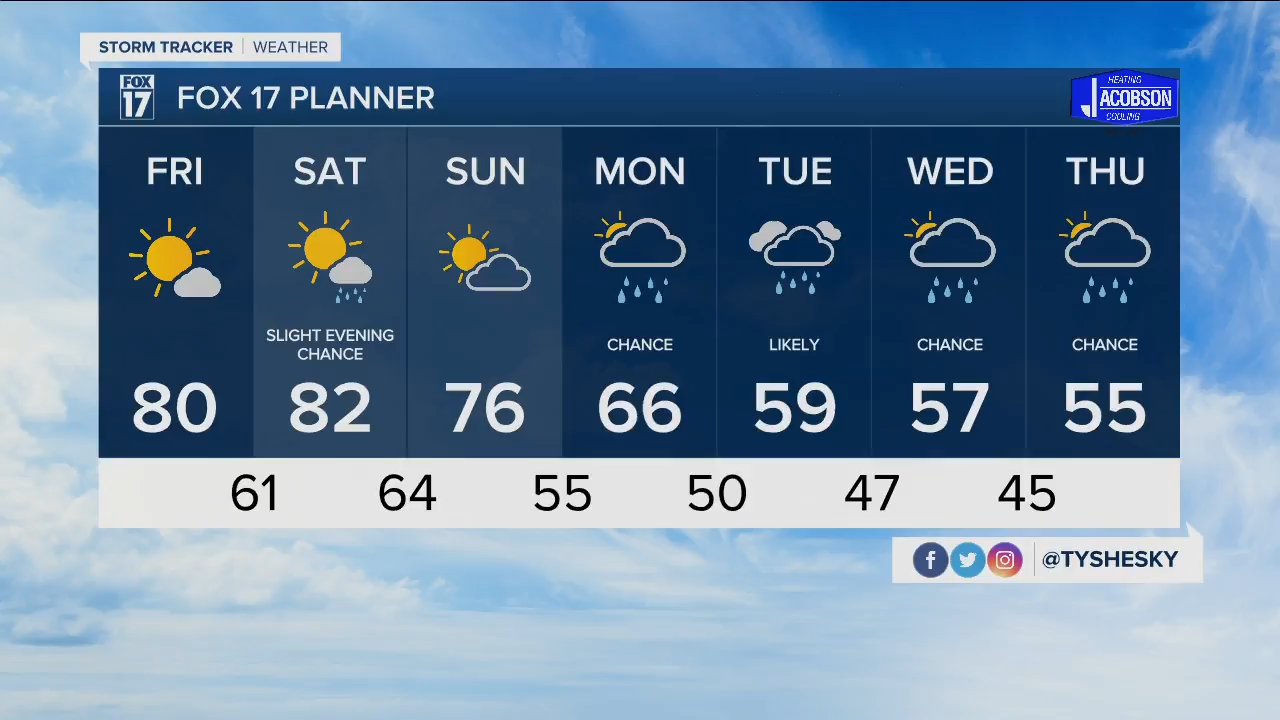 STORM TRACKER | WEATHER
FOX
17
FOX 17 PLANNER
HEATING
JACOBSON
COOLING
FRI SAT SUN MON TUE WED THU
SLIGHT EVENING
CHANCE
CHANCE LIKELY CHANCE CHANCE
80 82 76 66 59 57 55
61 64 55 50 47 45
f
@TYSHESKY